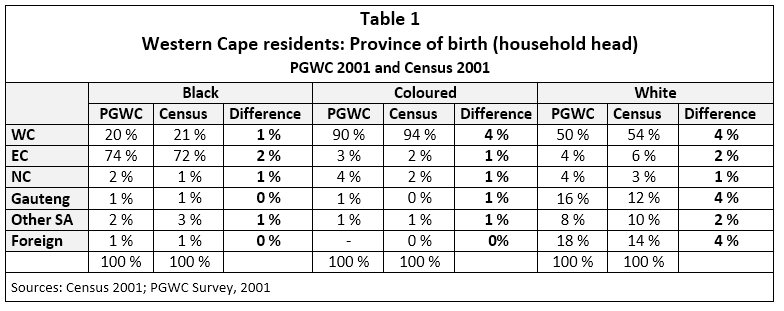 Table 1
Western Cape residents: Province of birth (household head)
PGWC 2001 and Census 2001
Black Coloured White
PGWC Census Difference PGWC Census Difference PGWC Census Difference
WC 20 % 21 % 1 % 90 % 94 % 4 % 50 % 54 % 4 %
EC 74 % 72 % 2 % 3 % 2 % 1 % 4 % 6 % 2 %
NC 2 % 1 % 1 % 4 % 2 % 1 % 4 % 3 % 1 %
Gauteng 1 % 1 % 0 % 1 % 0 % 1 % 16 % 12 % 4 %
Other SA 2 % 3 % 1 % 1 % 1 % 1 % 8 % 10 % 2 %
Foreign 1 % 1 % 0 % - 0 % 0% 18 % 14 % 4 %
100 % 100 % 100 % 100 % 100 % 100 %
Sources: Census 2001; PGWC Survey, 2001